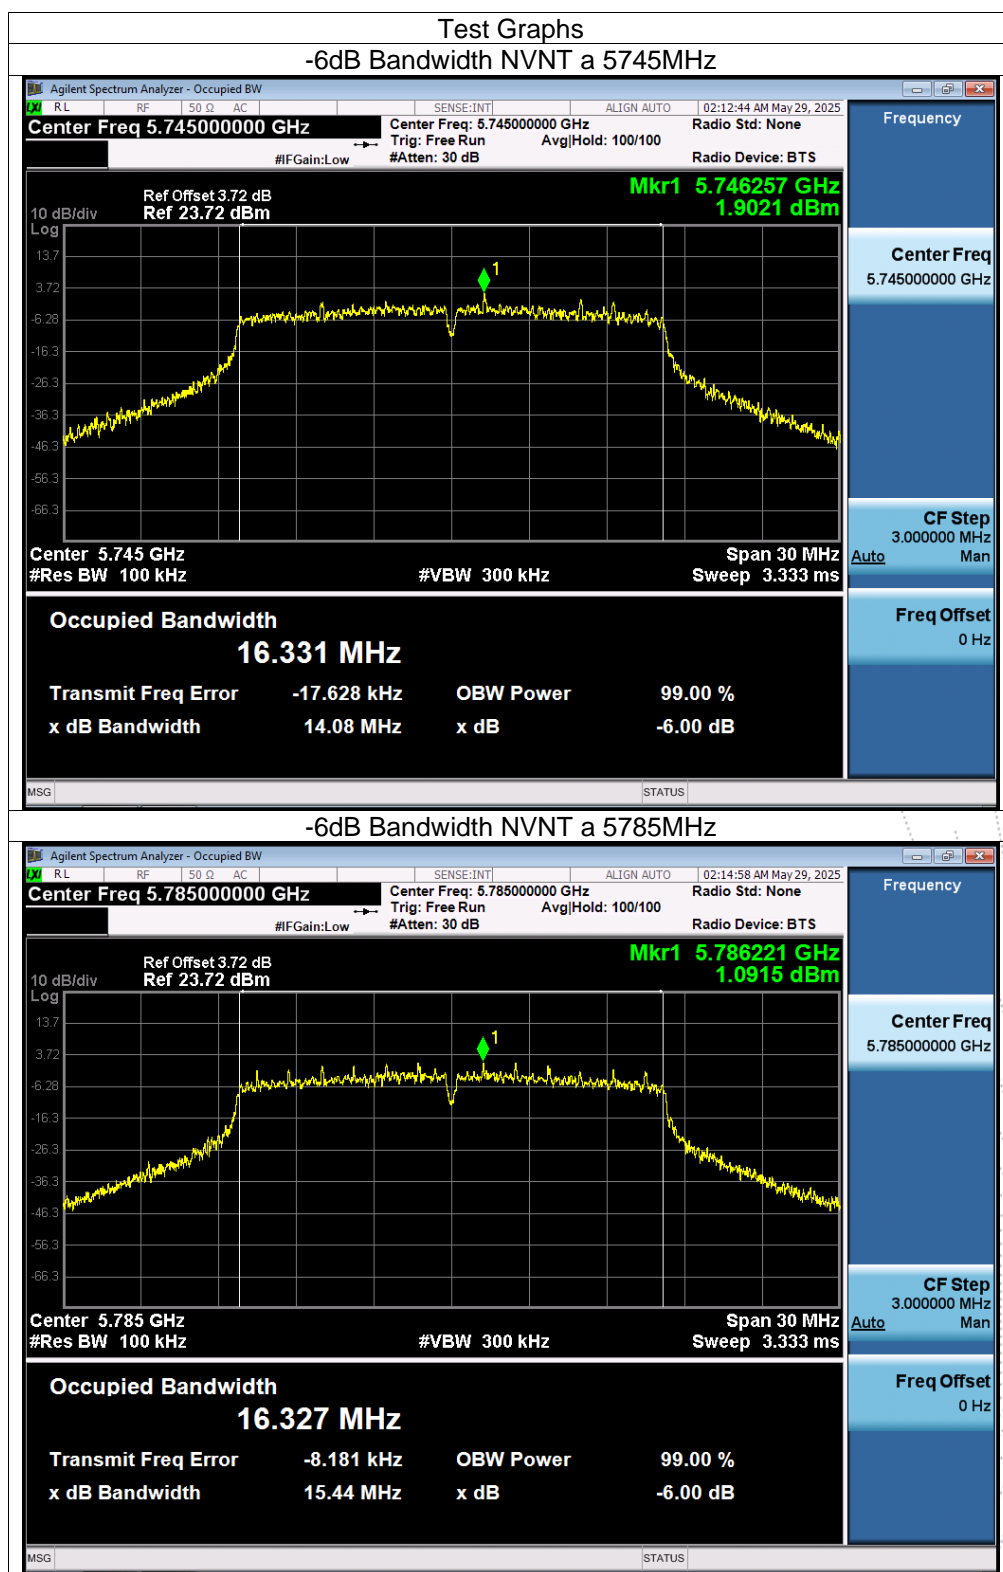 Test Graphs
-6dB Bandwidth NVNT a 5745MHz
Agilent Spectrum Analyzer - Occupied BW
LXI RL RF 50 Ω AC SENSE:INT ALIGN AUTO 02:12:44 AM May 29, 2025
Center Freq 5.745000000 GHz
Center Freq: 5.745000000 GHz
Radio Std: None
Trig: Free Run Avg|Hold: 100/100
#IFGain:Low #Atten: 30 dB Radio Device: BTS
Frequency
Mkr1 5.746257 GHz
1.9021 dBm
Ref Offset 3.72 dB
10 dB/div Ref 23.72 dBm
Log
13.7
3.72
-6.28
-16.3
-26.3
-36.3
-46.3
-56.3
-66.3
1
Center Freq
5.745000000 GHz
CF Step
3.000000 MHz
Auto Man
Freq Offset
0 Hz
Center 5.745 GHz Span 30 MHz
#Res BW 100 kHz #VBW 300 kHz Sweep 3.333 ms
Occupied Bandwidth
16.331 MHz
Transmit Freq Error -17.628 kHz OBW Power 99.00 %
x dB Bandwidth 14.08 MHz x dB -6.00 dB
MSG STATUS
-6dB Bandwidth NVNT a 5785MHz
Agilent Spectrum Analyzer - Occupied BW
LXI RL RF 50 Ω AC SENSE:INT ALIGN AUTO 02:14:58 AM May 29, 2025
Center Freq 5.785000000 GHz
Center Freq: 5.785000000 GHz
Radio Std: None
Trig: Free Run Avg|Hold: 100/100
#IFGain:Low #Atten: 30 dB Radio Device: BTS
Frequency
Mkr1 5.786221 GHz
1.0915 dBm
Ref Offset 3.72 dB
10 dB/div Ref 23.72 dBm
Log
13.7
3.72
-6.28
-16.3
-26.3
-36.3
-46.3
-56.3
-66.3
1
Center Freq
5.785000000 GHz
CF Step
3.000000 MHz
Auto Man
Freq Offset
0 Hz
Center 5.785 GHz Span 30 MHz
#Res BW 100 kHz #VBW 300 kHz Sweep 3.333 ms
Occupied Bandwidth
16.327 MHz
Transmit Freq Error -8.181 kHz OBW Power 99.00 %
x dB Bandwidth 15.44 MHz x dB -6.00 dB
MSG STATUS